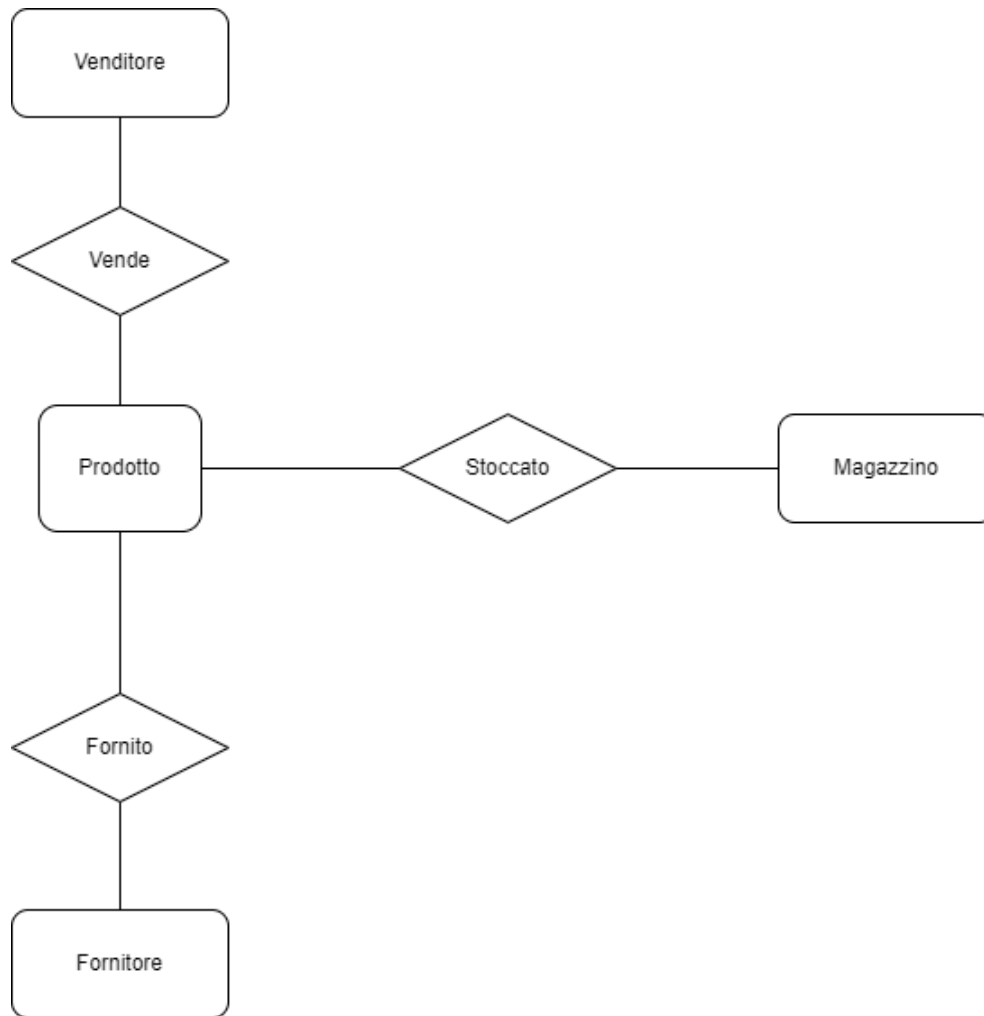 Venditore
Vende
Prodotto
Stoccato
Magazzino
Fornito
Fornitore